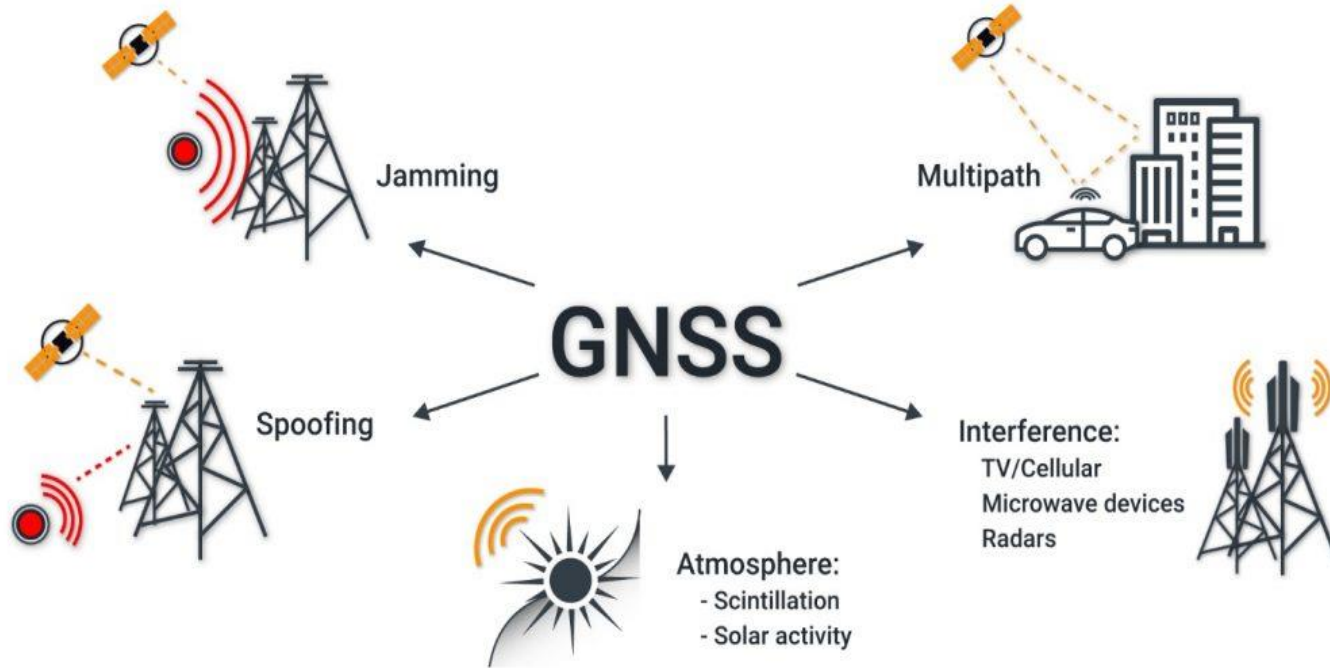 Jamming
Multipath
GNSS
Spoofing
Interference:
TV/Cellular
Microwave devices
Radars
Atmosphere:
- Scintillation
- Solar activity